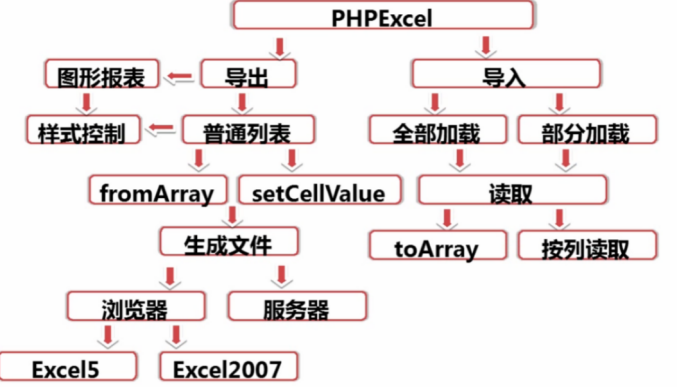 PHPExcel
图形报表 导出 导入
样式控制 普通列表 全部加载 部分加载
fromArray setCellValue 读取
生成文件 toArray 按列读取
浏览器 服务器
Excel5 Excel2007